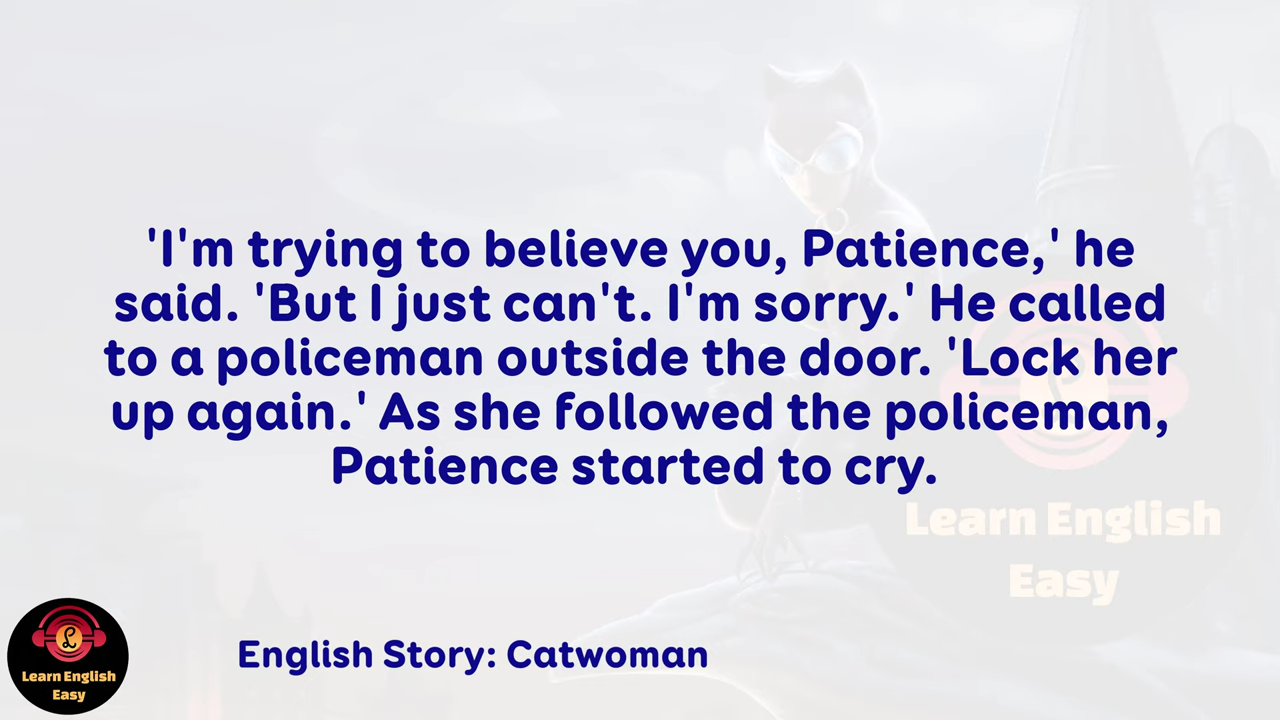 'I'm trying to believe you, Patience,' he
said. 'But I just can't. I'm sorry.' He called
to a policeman outside the door. 'Lock her
up again.' As she followed the policeman,
Patience started to cry.
Learn English
Easy
English Story: Catwoman
L
Learn English
Easy